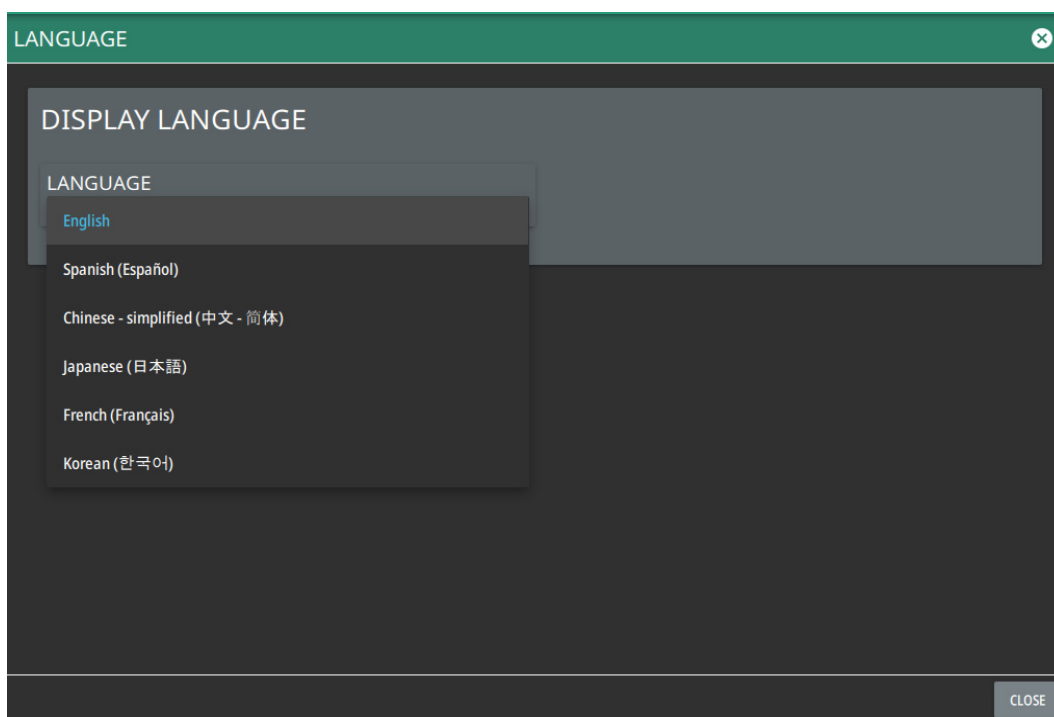 LANGUAGE
DISPLAY LANGUAGE
LANGUAGE
English
Spanish (Español)
Chinese - simplified (中文 - 简体)
Japanese (日本語)
French (Français)
Korean (한국어)
CLOSE